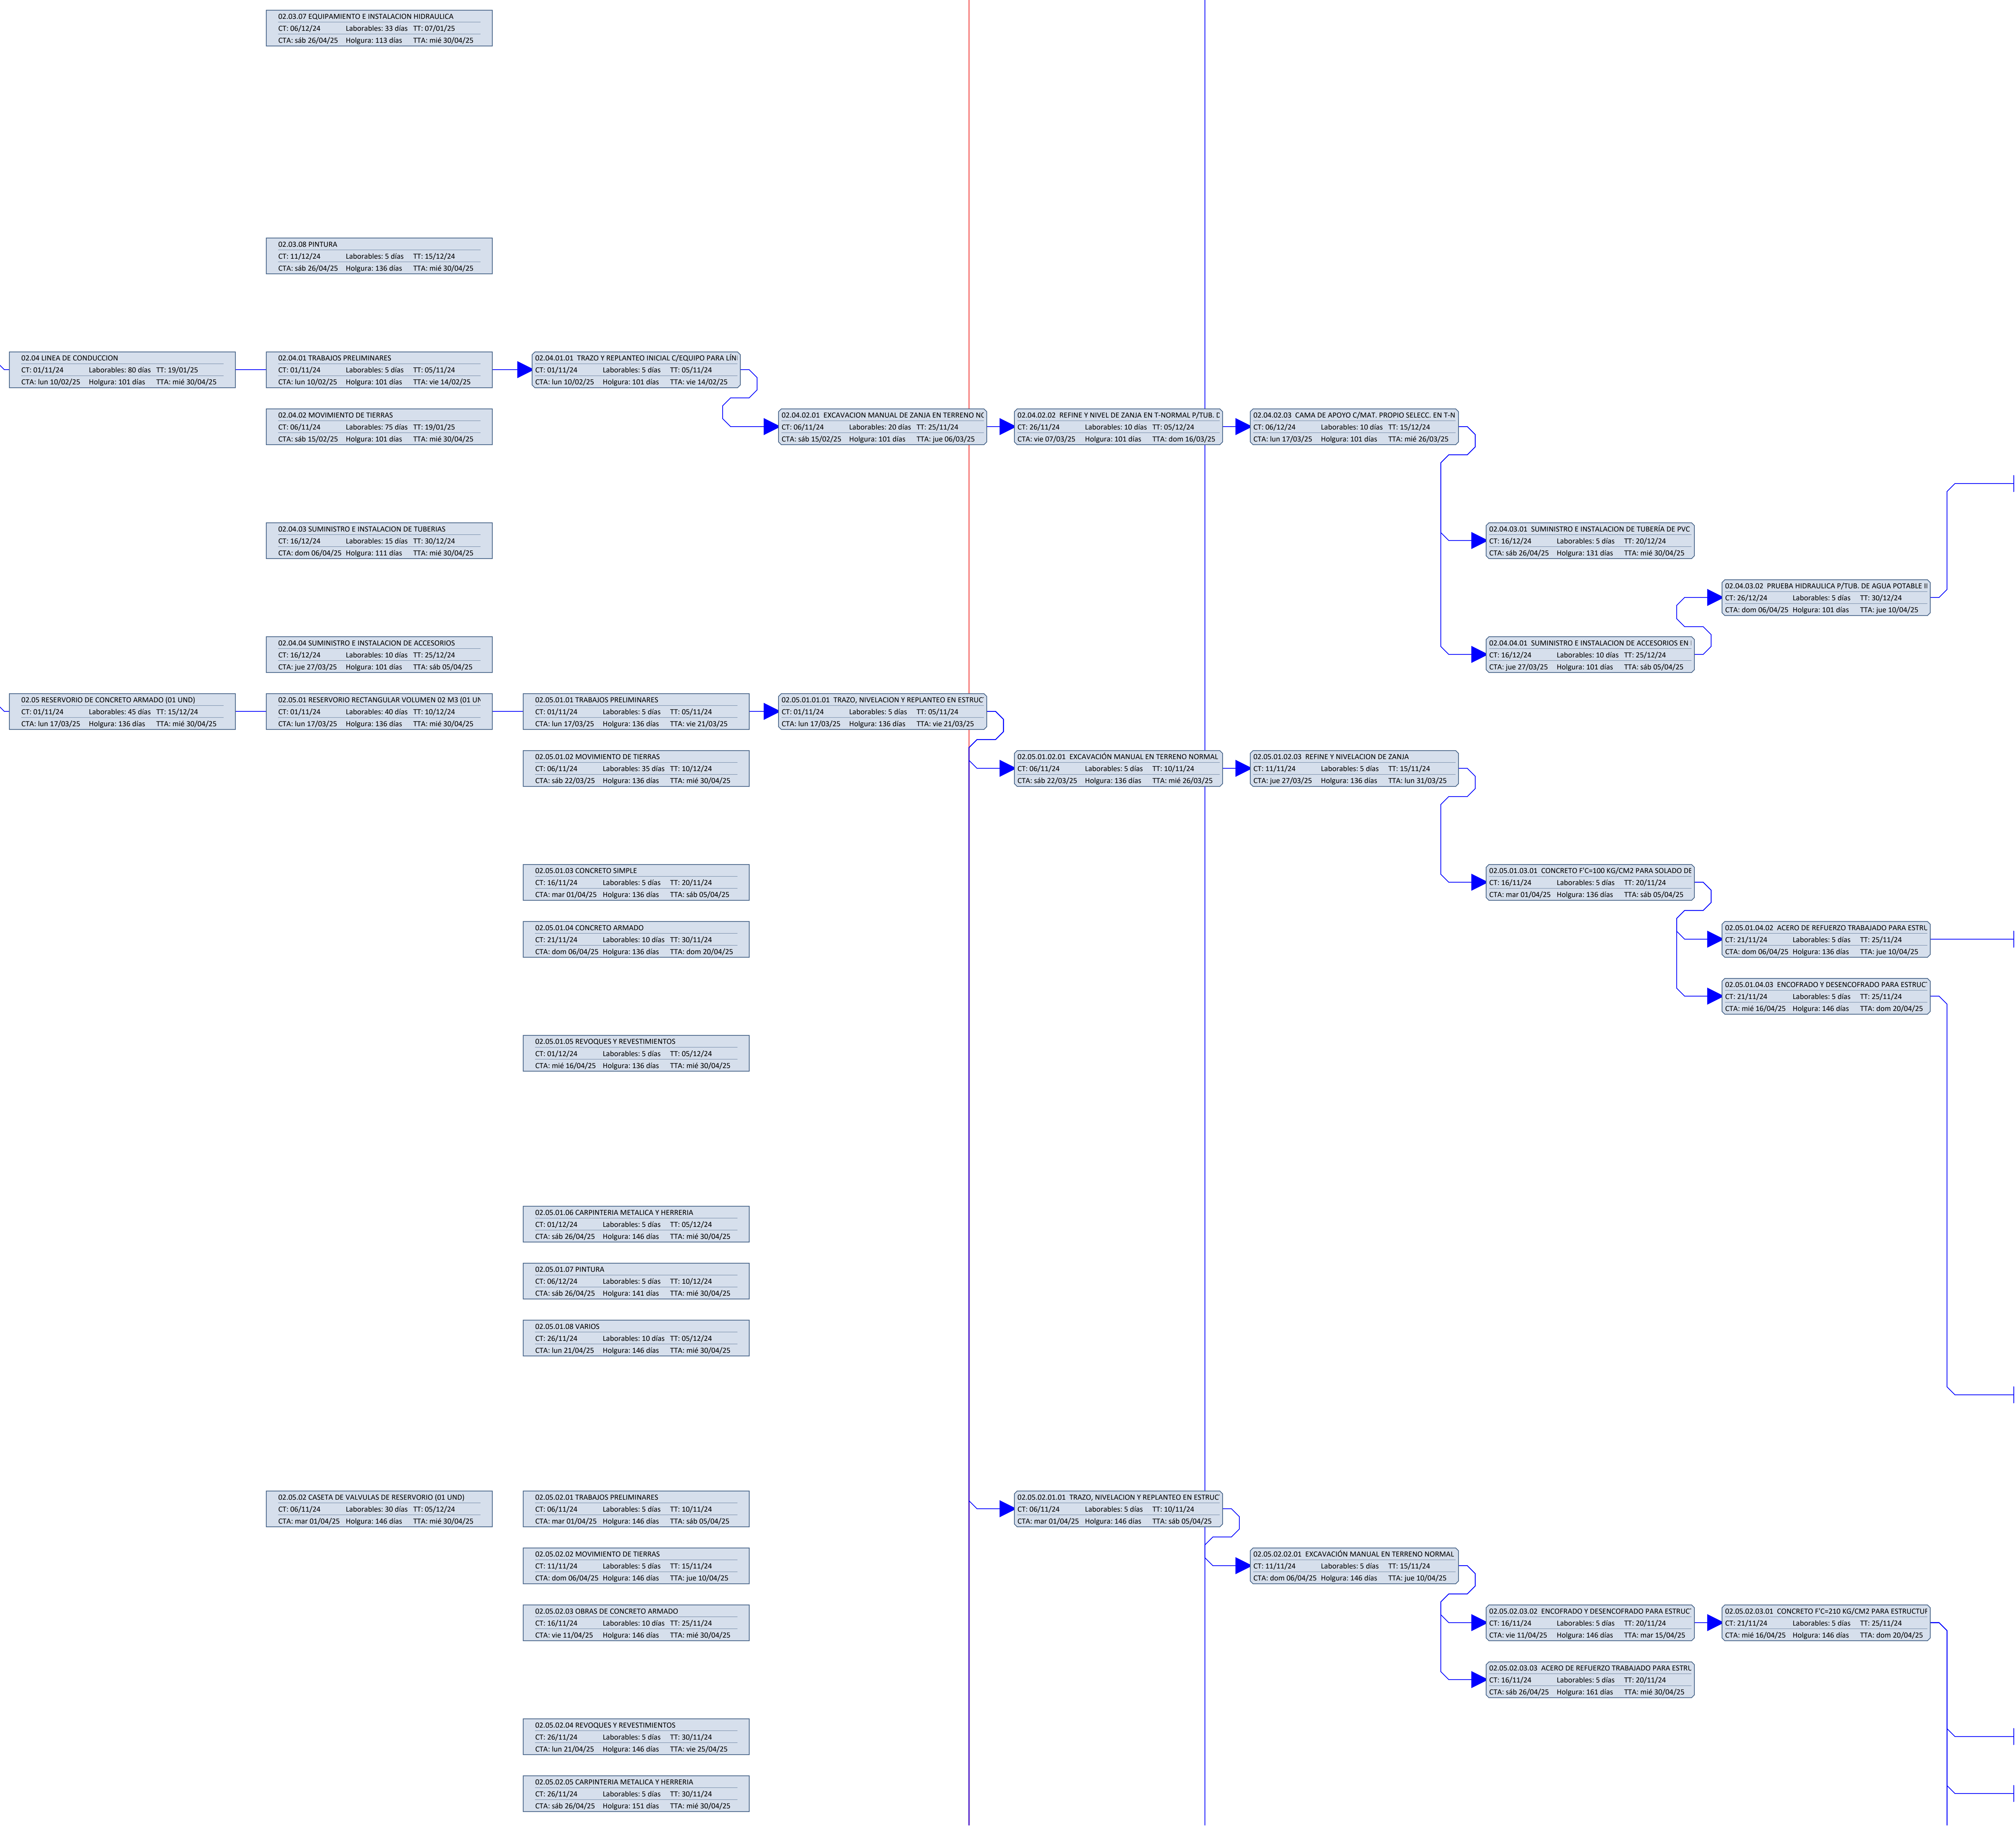 02.03.07 EQUIPAMIENTO E INSTALACION HIDRAULICA
CT: 06/12/24 Laborables: 33 días TT: 07/01/25
CTA: sáb 26/04/25 Holgura: 113 días TTA: mié 30/04/25
02.03.08 PINTURA
CT: 11/12/24 Laborables: 5 días TT: 15/12/24
CTA: sáb 26/04/25 Holgura: 136 días TTA: mié 30/04/25
02.04 LINEA DE CONDUCCION
CT: 01/11/24 Laborables: 80 días TT: 19/01/25
CTA: lun 10/02/25 Holgura: 101 días TTA: mié 30/04/25
02.04.01 TRABAJOS PRELIMINARES
CT: 01/11/24 Laborables: 5 días TT: 05/11/24
CTA: lun 10/02/25 Holgura: 101 días TTA: vie 14/02/25
02.04.01.01 TRAZO Y REPLANTEO INICIAL C/EQUIPO PARA LÍN
CT: 01/11/24 Laborables: 5 días TT: 05/11/24
CTA: lun 10/02/25 Holgura: 101 días TTA: vie 14/02/25
02.04.02 MOVIMIENTO DE TIERRAS
CT: 06/11/24 Laborables: 75 días TT: 19/01/25
CTA: sáb 15/02/25 Holgura: 101 días TTA: mié 30/04/25
02.04.02.01 EXCAVACION MANUAL DE ZANJA EN TERRENO NO
CT: 06/11/24 Laborables: 20 días TT: 25/11/24
CTA: sáb 15/02/25 Holgura: 101 días TTA: jue 06/03/25
02.04.02.02 REFINE Y NIVEL DE ZANJA EN T-NORMAL P/TUB. D
CT: 26/11/24 Laborables: 10 días TT: 05/12/24
CTA: vie 07/03/25 Holgura: 101 días TTA: dom 16/03/25
02.04.02.03 CAMA DE APOYO C/MAT. PROPIO SELECC. EN T-N
CT: 06/12/24 Laborables: 10 días TT: 15/12/24
CTA: lun 17/03/25 Holgura: 101 días TTA: mié 26/03/25
02.04.03 SUMINISTRO E INSTALACION DE TUBERIAS
CT: 16/12/24 Laborables: 15 días TT: 30/12/24
CTA: dom 06/04/25 Holgura: 111 días TTA: mié 30/04/25
02.04.03.01 SUMINISTRO E INSTALACION DE TUBERÍA DE PVC
CT: 16/12/24 Laborables: 5 días TT: 20/12/24
CTA: sáb 26/04/25 Holgura: 131 días TTA: mié 30/04/25
02.04.03.02 PRUEBA HIDRAULICA P/TUB. DE AGUA POTABLE
CT: 26/12/24 Laborables: 5 días TT: 30/12/24
CTA: dom 06/04/25 Holgura: 101 días TTA: jue 10/04/25
02.04.04 SUMINISTRO E INSTALACION DE ACCESORIOS
CT: 16/12/24 Laborables: 10 días TT: 25/12/24
CTA: jue 27/03/25 Holgura: 101 días TTA: sáb 05/04/25
02.04.04.01 SUMINISTRO E INSTALACION DE ACCESORIOS EN
CT: 16/12/24 Laborables: 10 días TT: 25/12/24
CTA: jue 27/03/25 Holgura: 101 días TTA: sáb 05/04/25
02.05 RESERVORIO DE CONCRETO ARMADO (01 UND)
CT: 01/11/24 Laborables: 45 días TT: 15/12/24
CTA: lun 17/03/25 Holgura: 136 días TTA: mié 30/04/25
02.05.01 RESERVORIO RECTANGULAR VOLUMEN 02 M3 (01 UN
CT: 01/11/24 Laborables: 40 días TT: 10/12/24
CTA: lun 17/03/25 Holgura: 136 días TTA: mié 30/04/25
02.05.01.01 TRABAJOS PRELIMINARES
CT: 01/11/24 Laborables: 5 días TT: 05/11/24
CTA: lun 17/03/25 Holgura: 136 días TTA: vie 21/03/25
02.05.01.01.01 TRAZO, NIVELACION Y REPLANTEO EN ESTRUC
CT: 01/11/24 Laborables: 5 días TT: 05/11/24
CTA: lun 17/03/25 Holgura: 136 días TTA: vie 21/03/25
02.05.01.02 MOVIMIENTO DE TIERRAS
CT: 06/11/24 Laborables: 35 días TT: 10/12/24
CTA: sáb 22/03/25 Holgura: 136 días TTA: mié 30/04/25
02.05.01.02.01 EXCAVACIÓN MANUAL EN TERRENO NORMAL
CT: 06/11/24 Laborables: 5 días TT: 10/11/24
CTA: sáb 22/03/25 Holgura: 136 días TTA: mié 26/03/25
02.05.01.02.03 REFINE Y NIVELACION DE ZANJA
CT: 11/11/24 Laborables: 5 días TT: 15/11/24
CTA: jue 27/03/25 Holgura: 136 días TTA: lun 31/03/25
02.05.01.03 CONCRETO SIMPLE
CT: 16/11/24 Laborables: 5 días TT: 20/11/24
CTA: mar 01/04/25 Holgura: 136 días TTA: sáb 05/04/25
02.05.01.03.01 CONCRETO F'C=100 KG/CM2 PARA SOLADO DE
CT: 16/11/24 Laborables: 5 días TT: 20/11/24
CTA: mar 01/04/25 Holgura: 136 días TTA: sáb 05/04/25
02.05.01.04 CONCRETO ARMADO
CT: 21/11/24 Laborables: 10 días TT: 30/11/24
CTA: dom 06/04/25 Holgura: 136 días TTA: dom 20/04/25
02.05.01.04.02 ACERO DE REFUERZO TRABAJADO PARA ESTRU
CT: 21/11/24 Laborables: 5 días TT: 25/11/24
CTA: dom 06/04/25 Holgura: 136 días TTA: jue 10/04/25
02.05.01.04.03 ENCOFRADO Y DESENCOFRADO PARA ESTRUC
CT: 21/11/24 Laborables: 5 días TT: 25/11/24
CTA: mié 16/04/25 Holgura: 146 días TTA: dom 20/04/25
02.05.01.05 REVOQUES Y REVESTIMIENTOS
CT: 01/12/24 Laborables: 5 días TT: 05/12/24
CTA: mié 16/04/25 Holgura: 136 días TTA: mié 30/04/25
02.05.01.06 CARPINTERIA METALICA Y HERRERIA
CT: 01/12/24 Laborables: 5 días TT: 05/12/24
CTA: sáb 26/04/25 Holgura: 146 días TTA: mié 30/04/25
02.05.01.07 PINTURA
CT: 06/12/24 Laborables: 5 días TT: 10/12/24
CTA: sáb 26/04/25 Holgura: 141 días TTA: mié 30/04/25
02.05.01.08 VARIOS
CT: 26/11/24 Laborables: 10 días TT: 05/12/24
CTA: lun 21/04/25 Holgura: 146 días TTA: mié 30/04/25
02.05.02 CASETA DE VALVULAS DE RESERVORIO (01 UND)
CT: 06/11/24 Laborables: 30 días TT: 05/12/24
CTA: mar 01/04/25 Holgura: 146 días TTA: mié 30/04/25
02.05.02.01 TRABAJOS PRELIMINARES
CT: 06/11/24 Laborables: 5 días TT: 10/11/24
CTA: mar 01/04/25 Holgura: 146 días TTA: sáb 05/04/25
02.05.02.01.01 TRAZO, NIVELACION Y REPLANTEO EN ESTRUC
CT: 06/11/24 Laborables: 5 días TT: 10/11/24
CTA: mar 01/04/25 Holgura: 146 días TTA: sáb 05/04/25
02.05.02.02 MOVIMIENTO DE TIERRAS
CT: 11/11/24 Laborables: 5 días TT: 15/11/24
CTA: dom 06/04/25 Holgura: 146 días TTA: jue 10/04/25
02.05.02.02.01 EXCAVACIÓN MANUAL EN TERRENO NORMAL
CT: 11/11/24 Laborables: 5 días TT: 15/11/24
CTA: dom 06/04/25 Holgura: 146 días TTA: jue 10/04/25
02.05.02.03 OBRAS DE CONCRETO ARMADO
CT: 16/11/24 Laborables: 10 días TT: 25/11/24
CTA: vie 11/04/25 Holgura: 146 días TTA: mié 30/04/25
02.05.02.03.02 ENCOFRADO Y DESENCOFRADO PARA ESTRUC
CT: 16/11/24 Laborables: 5 días TT: 20/11/24
CTA: vie 11/04/25 Holgura: 146 días TTA: mar 15/04/25
02.05.02.03.01 CONCRETO F'C=210 KG/CM2 PARA ESTRUCTUR
CT: 21/11/24 Laborables: 5 días TT: 25/11/24
CTA: mié 16/04/25 Holgura: 146 días TTA: dom 20/04/25
02.05.02.03.03 ACERO DE REFUERZO TRABAJADO PARA ESTRU
CT: 16/11/24 Laborables: 5 días TT: 20/11/24
CTA: sáb 26/04/25 Holgura: 161 días TTA: mié 30/04/25
02.05.02.04 REVOQUES Y REVESTIMIENTOS
CT: 26/11/24 Laborables: 5 días TT: 30/11/24
CTA: lun 21/04/25 Holgura: 146 días TTA: vie 25/04/25
02.05.02.05 CARPINTERIA METALICA Y HERRERIA
CT: 26/11/24 Laborables: 5 días TT: 30/11/24
CTA: sáb 26/04/25 Holgura: 151 días TTA: mié 30/04/25